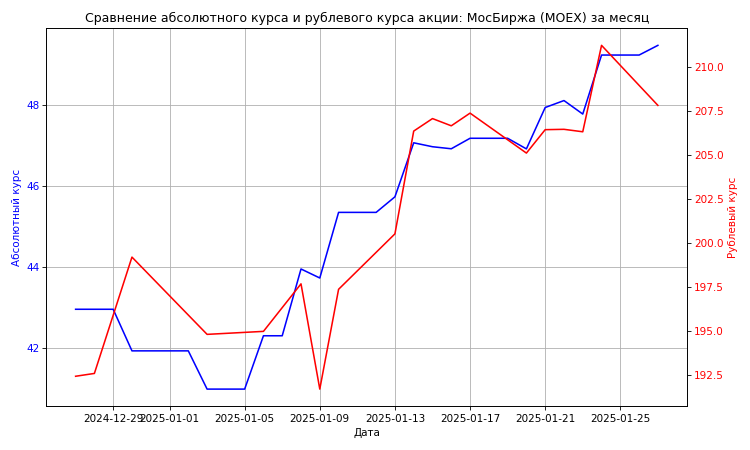 Сравнение абсолютного курса и рублевого курса акции: МосБиржа (MOEX) за месяц
Абсолютный курс
48
46
44
42
210.0
207.5
205.0
202.5
200.0
197.5
195.0
192.5
Рублевый курс
2024-12-29 2025-01-01 2025-01-05 2025-01-09 2025-01-13 2025-01-17 2025-01-21 2025-01-25
Дата